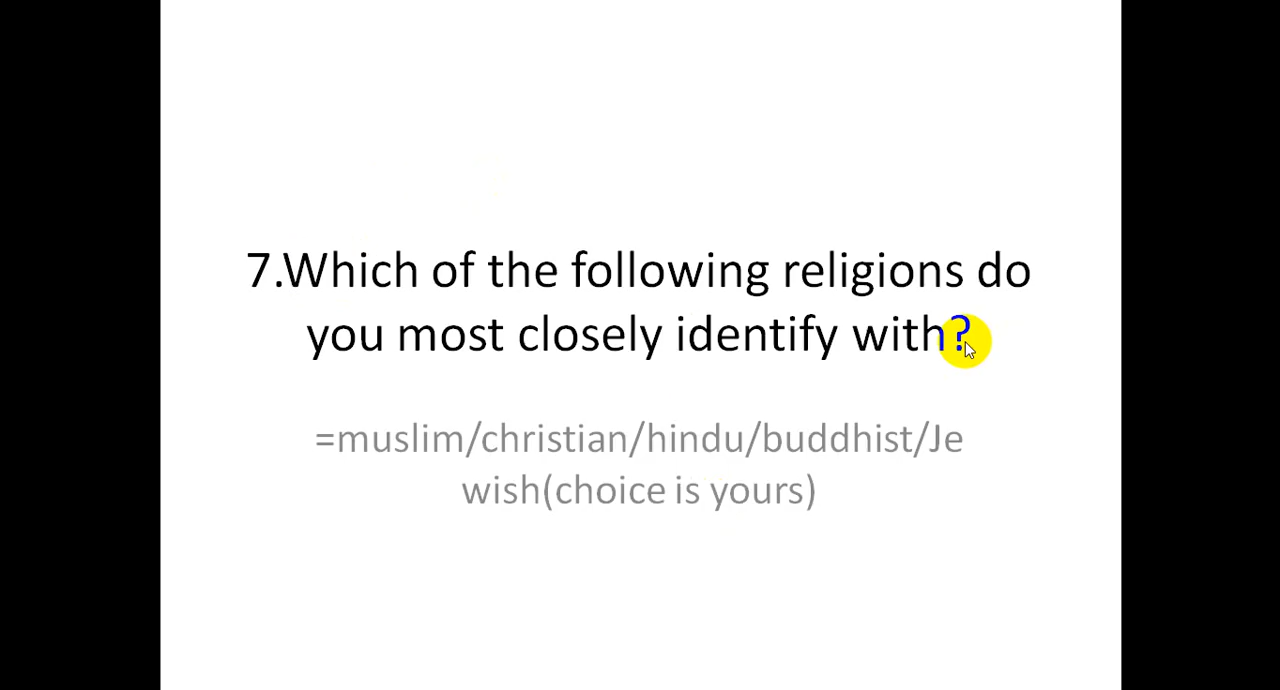 7.Which of the following religions do
you most closely identify with?
=muslim/christian/hindu/buddhist/Je
wish(choice is yours)